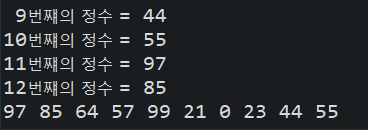 9번째의 정수 = 44
10번째의 정수 = 55
11번째의 정수 = 97
12번째의 정수 = 85
97 85 64 57 99 21 0 23 44 55